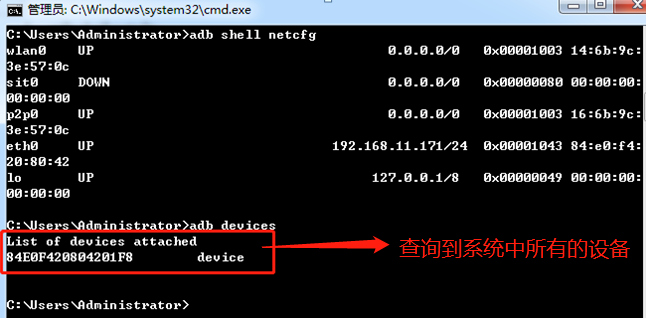 管理员: C:\Windows\system32\cmd.exe
C:\Users\Administrator>adb shell netcfg
wlan0 UP 0.0.0.0/0 0x00001003 14:6b:9c:
3e:57:0c
sit0 DOWN 0.0.0.0/0 0x00000080 00:00:00:
00:00:00
p2p0 UP 0.0.0.0/0 0x00001003 16:6b:9c:
3e:57:0c
eth0 UP 192.168.11.171/24 0x00001043 84:e0:f4:
20:80:42
lo UP 127.0.0.1/8 0x00000049 00:00:00:
00:00:00
C:\Users\Administrator>adb devices
List of devices attached
84E0F420804201F8 device
查询到系统中所有的设备
C:\Users\Administrator>